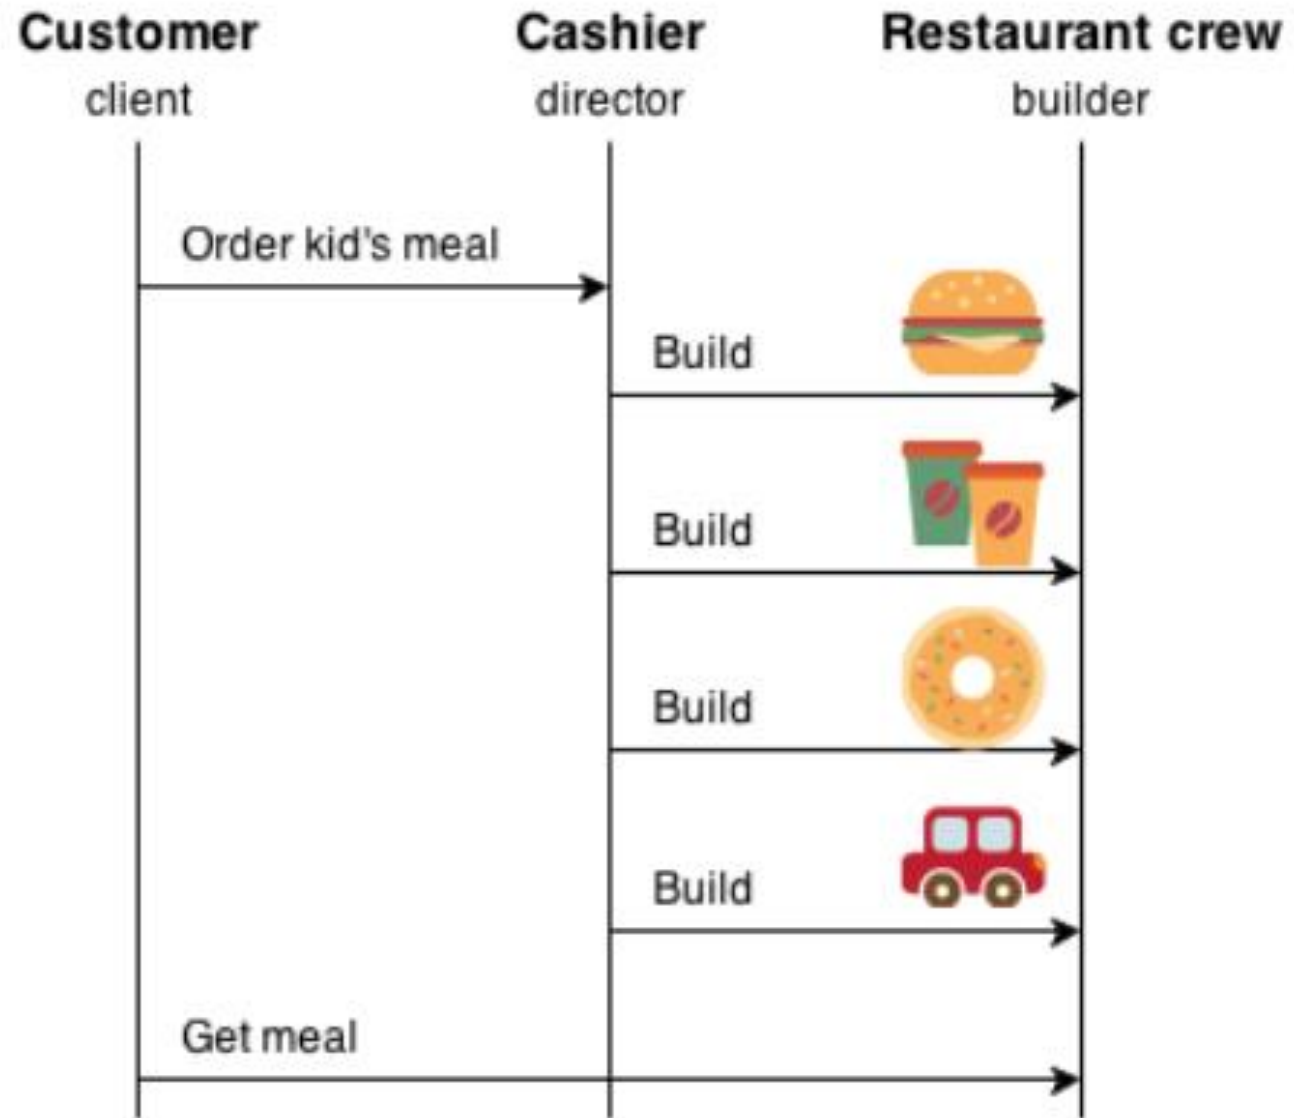 Customer
Cashier
Restaurant crew
client
director
builder
Order kid's meal
Build
Build
Build
Build
Get meal